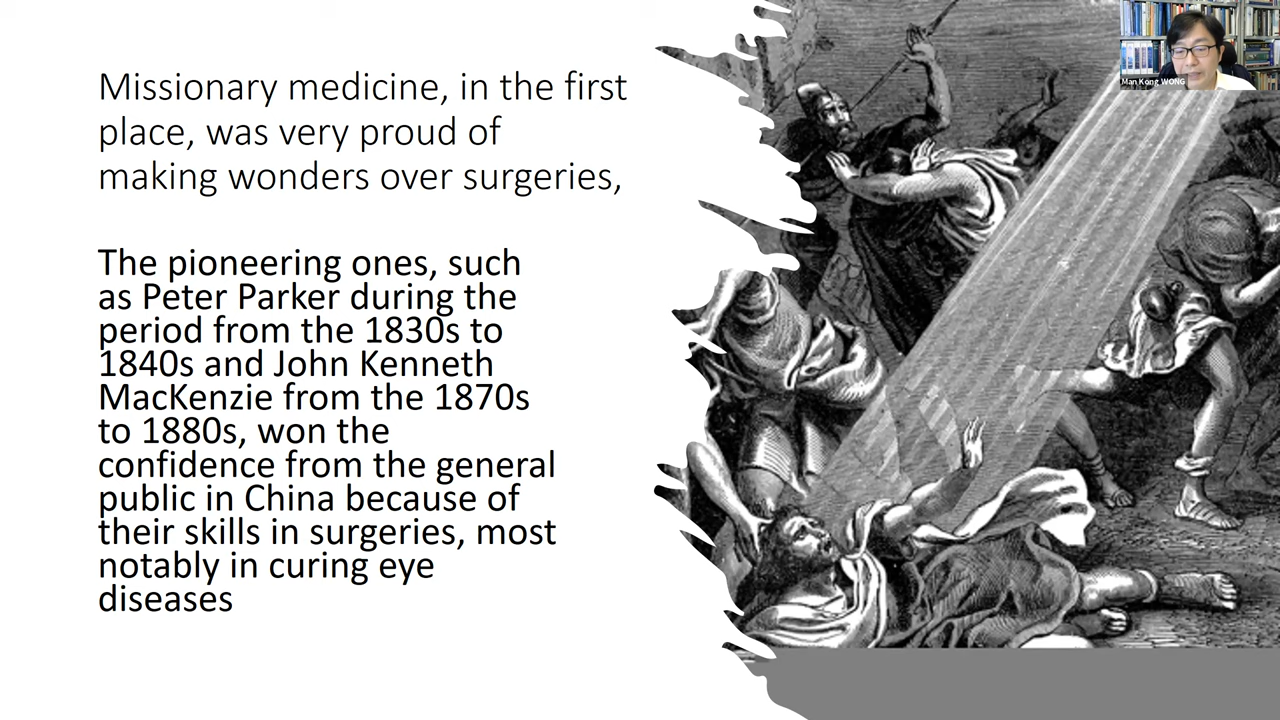 Missionary medicine, in the first
place, was very proud of
making wonders over surgeries,
The pioneering ones, such
as Peter Parker during the
period from the 1830s to
1840s and John Kenneth
MacKenzie from the 1870s
to 1880s, won the
confidence from the general
public in China because of
their skills in surgeries, most
notably in curing eye
diseases
Man Kong WONG